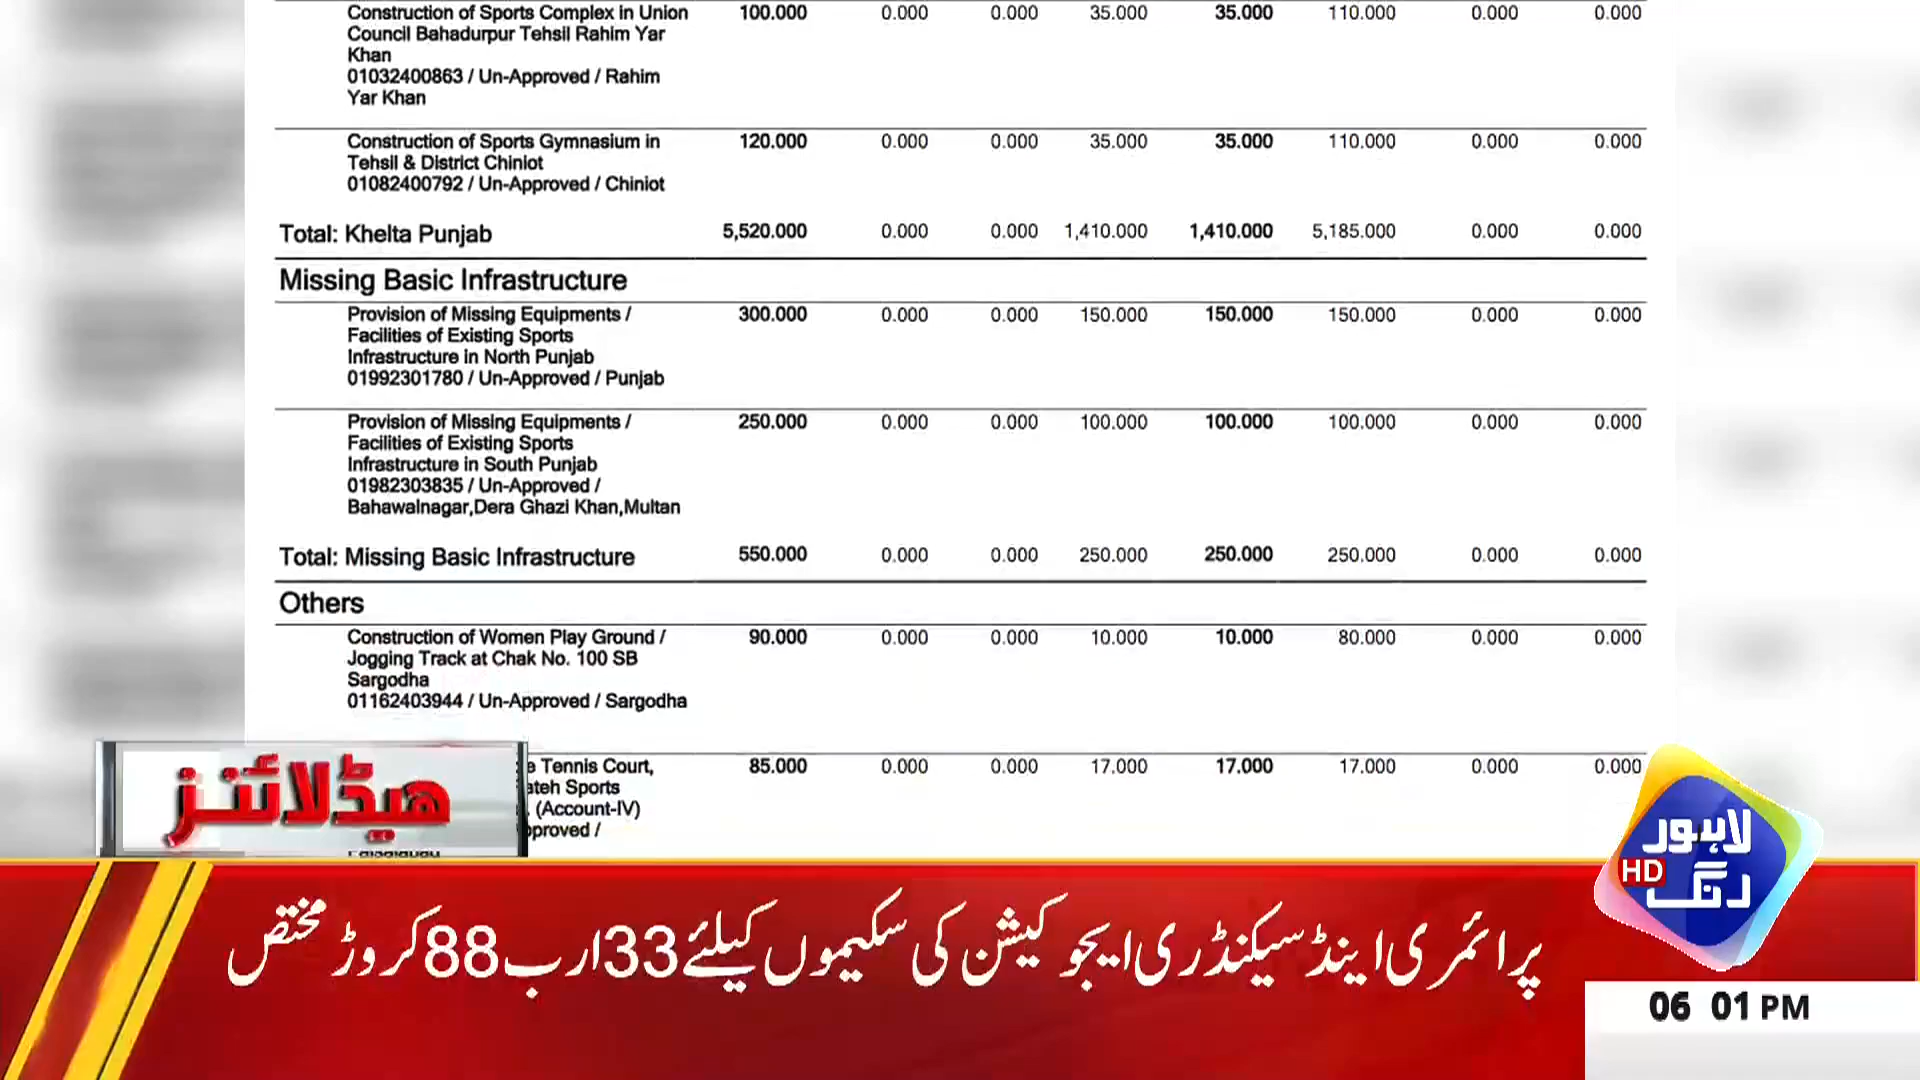 Construction of Sports Complex in Union 100.000 0.000 0.000 35.000 35.000 110.000 0.000 0.000
Council Bahadurpur Tehsil Rahim Yar
Khan
01032400863 / Un-Approved / Rahim
Yar Khan
Construction of Sports Gymnasium in 120.000 0.000 0.000 35.000 35.000 110.000 0.000 0.000
Tehsil & District Chiniot
01082400792 / Un-Approved / Chiniot
Total: Khelta Punjab 5,520.000 0.000 0.000 1,410.000 1,410.000 5,185.000 0.000 0.000
Missing Basic Infrastructure
Provision of Missing Equipments / 300.000 0.000 0.000 150.000 150.000 150.000 0.000 0.000
Facilities of Existing Sports
Infrastructure in North Punjab
01992301780 / Un-Approved / Punjab
Provision of Missing Equipments / 250.000 0.000 0.000 100.000 100.000 100.000 0.000 0.000
Facilities of Existing Sports
Infrastructure in South Punjab
01982303835 / Un-Approved /
Bahawalnagar,Dera Ghazi Khan,Multan
Total: Missing Basic Infrastructure 550.000 0.000 0.000 250.000 250.000 250.000 0.000 0.000
Others
Construction of Women Play Ground / 90.000 0.000 0.000 10.000 10.000 80.000 0.000 0.000
Jogging Track at Chak No. 100 SB
Sargodha
01162403944 / Un-Approved / Sargodha
Tennis Court, 85.000 0.000 0.000 17.000 17.000 17.000 0.000 0.000
Sports
(Account-IV)
/
ہیڈلائنز
لاہور
HD
رنگ
پرائمری اینڈ سیکنڈری ایجوکیشن کی سکیموں کیلئے 33 ارب 88 کروڑ مختص
06 01 PM